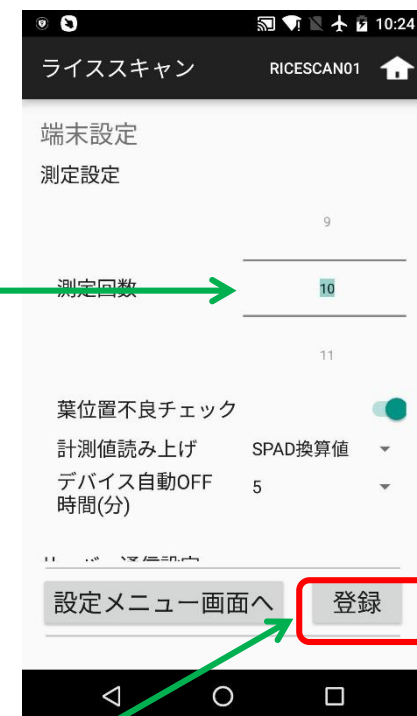 10:24
ライススキャン RICESCAN01
端末設定
測定設定
9
測定回数 10
11
葉位置不良チェック
計測値読み上げ SPAD換算値
デバイス自動OFF 5
時間(分)
設定メニュー画面へ 登録